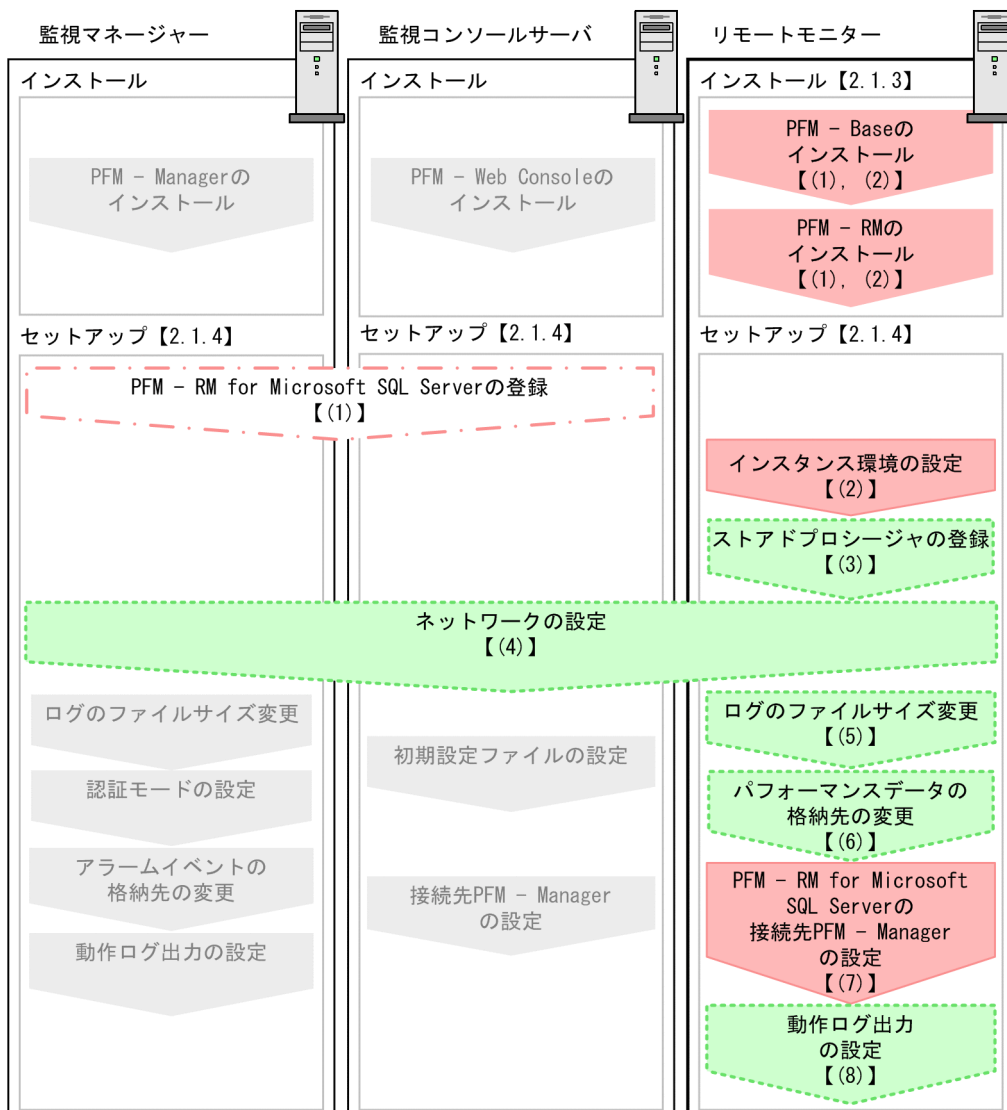 監視マネージャー
監視コンソールサーバ
リモートモニター
インストール
インストール
インストール【2.1.3】
PFM - Managerの
インストール
PFM - Web Consoleの
インストール
PFM - Baseの
インストール
【(1), (2)】
PFM - RMの
インストール
【(1), (2)】
セットアップ【2.1.4】
セットアップ【2.1.4】
セットアップ【2.1.4】
PFM - RM for Microsoft SQL Serverの登録
【(1)】
インスタンス環境の設定
【(2)】
ストアドプロシージャの登録
【(3)】
ネットワークの設定
【(4)】
ログのファイルサイズ変更
認証モードの設定
アラームイベントの
格納先の変更
動作ログ出力の設定
初期設定ファイルの設定
接続先PFM - Manager
の設定
ログのファイルサイズ変更
【(5)】
パフォーマンスデータの
格納先の変更
【(6)】
PFM - RM for Microsoft
SQL Serverの
接続先PFM - Manager
の設定
【(7)】
動作ログ出力
の設定
【(8)】